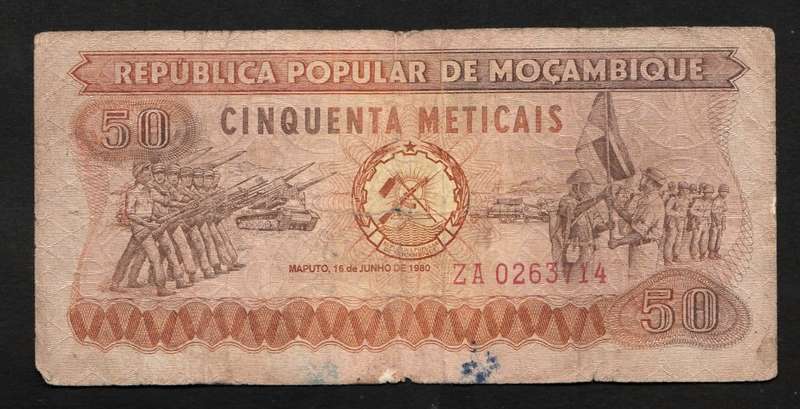 REPÚBLICA POPULAR DE MOÇAMBIQUE
50
CINQUENTA METICAIS
MAPUTO, 16 de JUNHO DE 1980
ZA 0263714
50